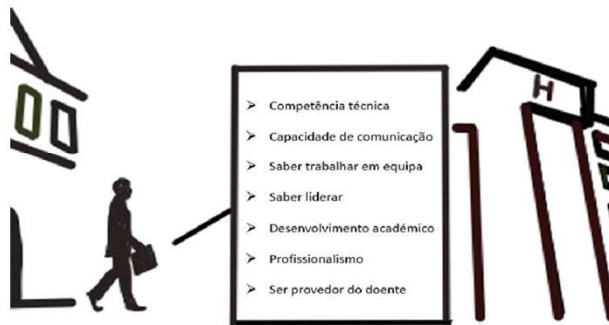 H
➢ Competência técnica
➢ Capacidade de comunicação
➢ Saber trabalhar em equipa
➢ Saber liderar
➢ Desenvolvimento académico
➢ Profissionalismo
➢ Ser provedor do doente